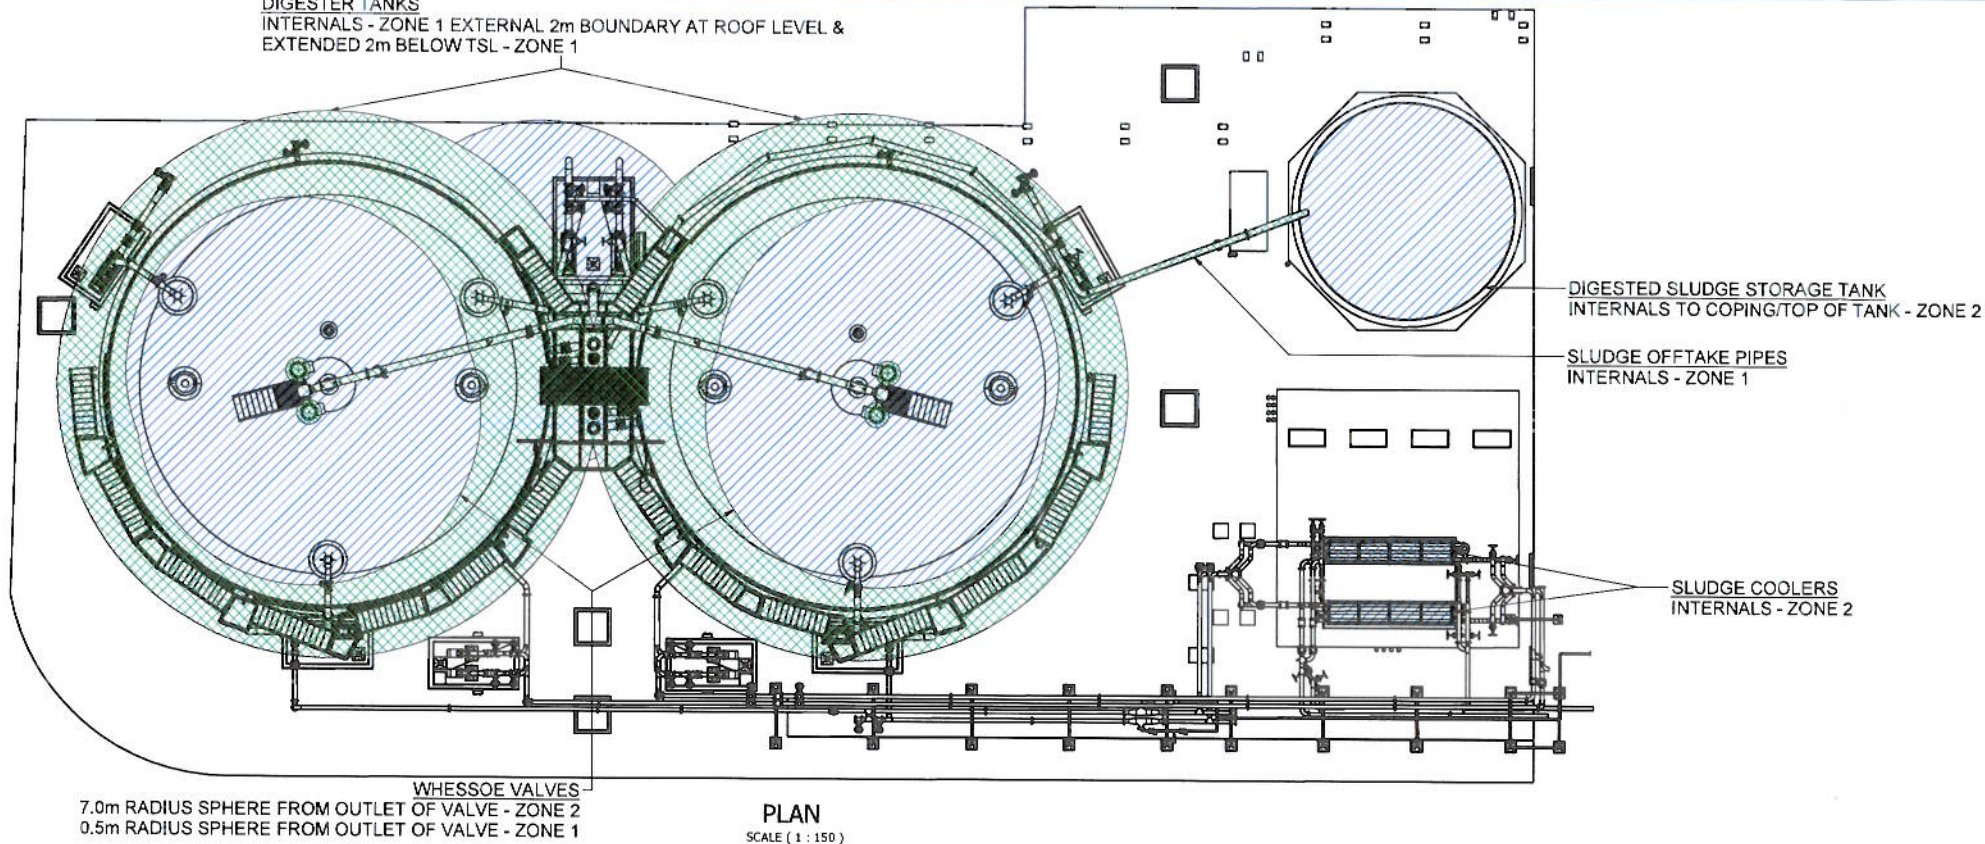 DIGESTER TANKS
INTERNALS - ZONE 1 EXTERNAL 2m BOUNDARY AT ROOF LEVEL &
EXTENDED 2m BELOW TSL - ZONE 1
DIGESTED SLUDGE STORAGE TANK
INTERNALS TO COPING/TOP OF TANK - ZONE 2
SLUDGE OFFTAKE PIPES
INTERNALS - ZONE 1
SLUDGE COOLERS
INTERNALS - ZONE 2
WHESSOE VALVES
7.0m RADIUS SPHERE FROM OUTLET OF VALVE - ZONE 2
0.5m RADIUS SPHERE FROM OUTLET OF VALVE - ZONE 1
PLAN
SCALE ( 1 : 150 )